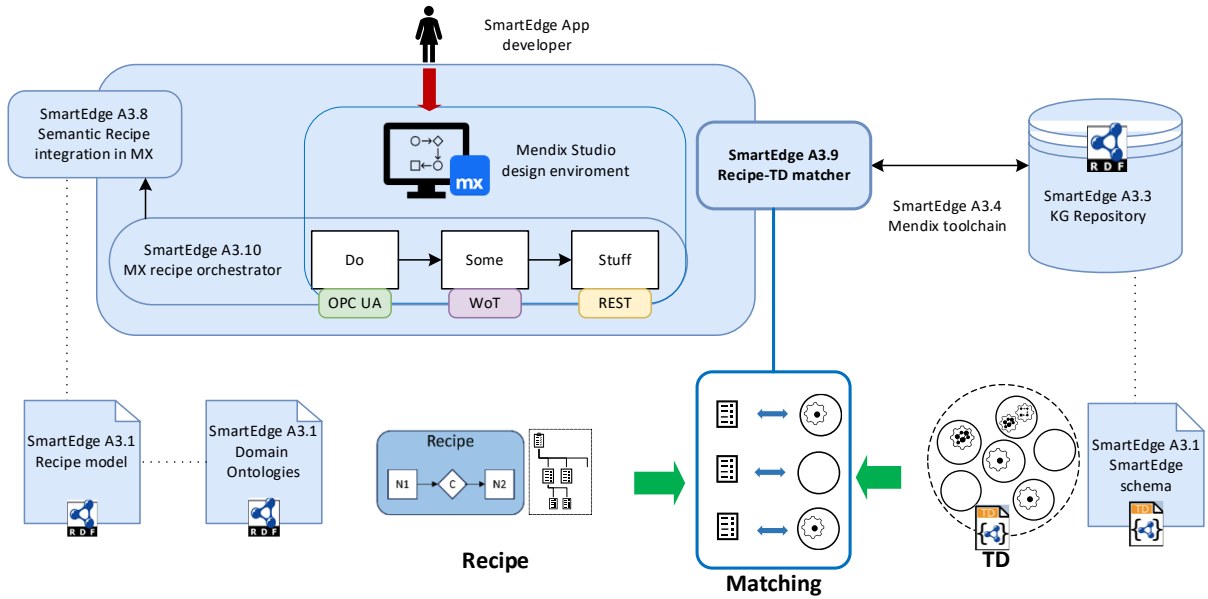 SmartEdge App
developer
SmartEdge A3.8
Semantic Recipe
integration in MX
Mendix Studio
design enviroment
mx
SmartEdge A3.9
Recipe-TD matcher
SmartEdge A3.4
Mendix toolchain
RDF
SmartEdge A3.3
KG Repository
SmartEdge A3.10
MX recipe orchestrator
Do
Some
Stuff
OPC UA
WoT
REST
SmartEdge A3.1
Recipe model
RDF
SmartEdge A3.1
Domain
Ontologies
RDF
Recipe
N1
C
N2
Recipe
Matching
TD
TD
SmartEdge A3.1
SmartEdge
schema
TD